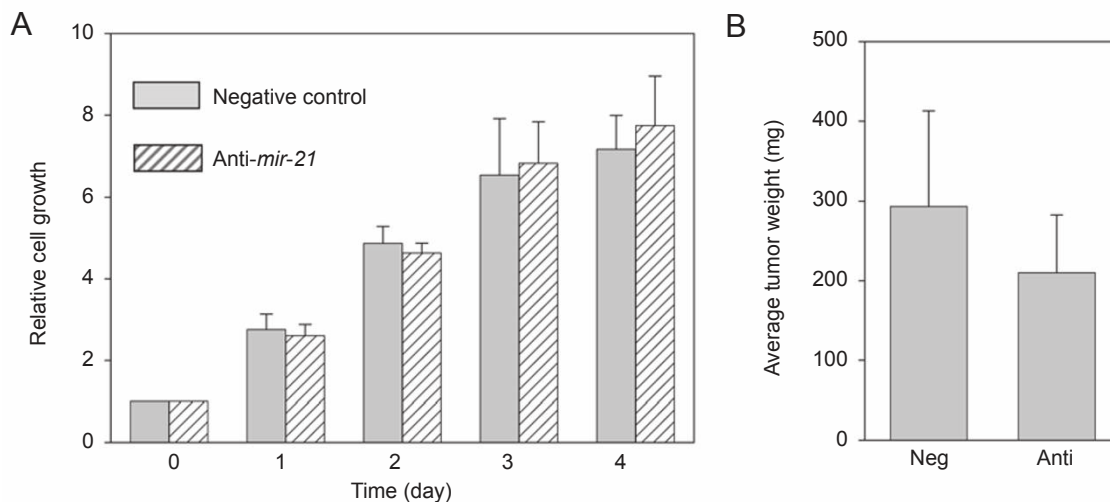 A
Relative cell growth
10
8
6
4
2
0
Negative control
Anti-mir-21
0 1 2 3 4
Time (day)
B
Average tumor weight (mg)
500
400
300
200
100
0
Neg Anti